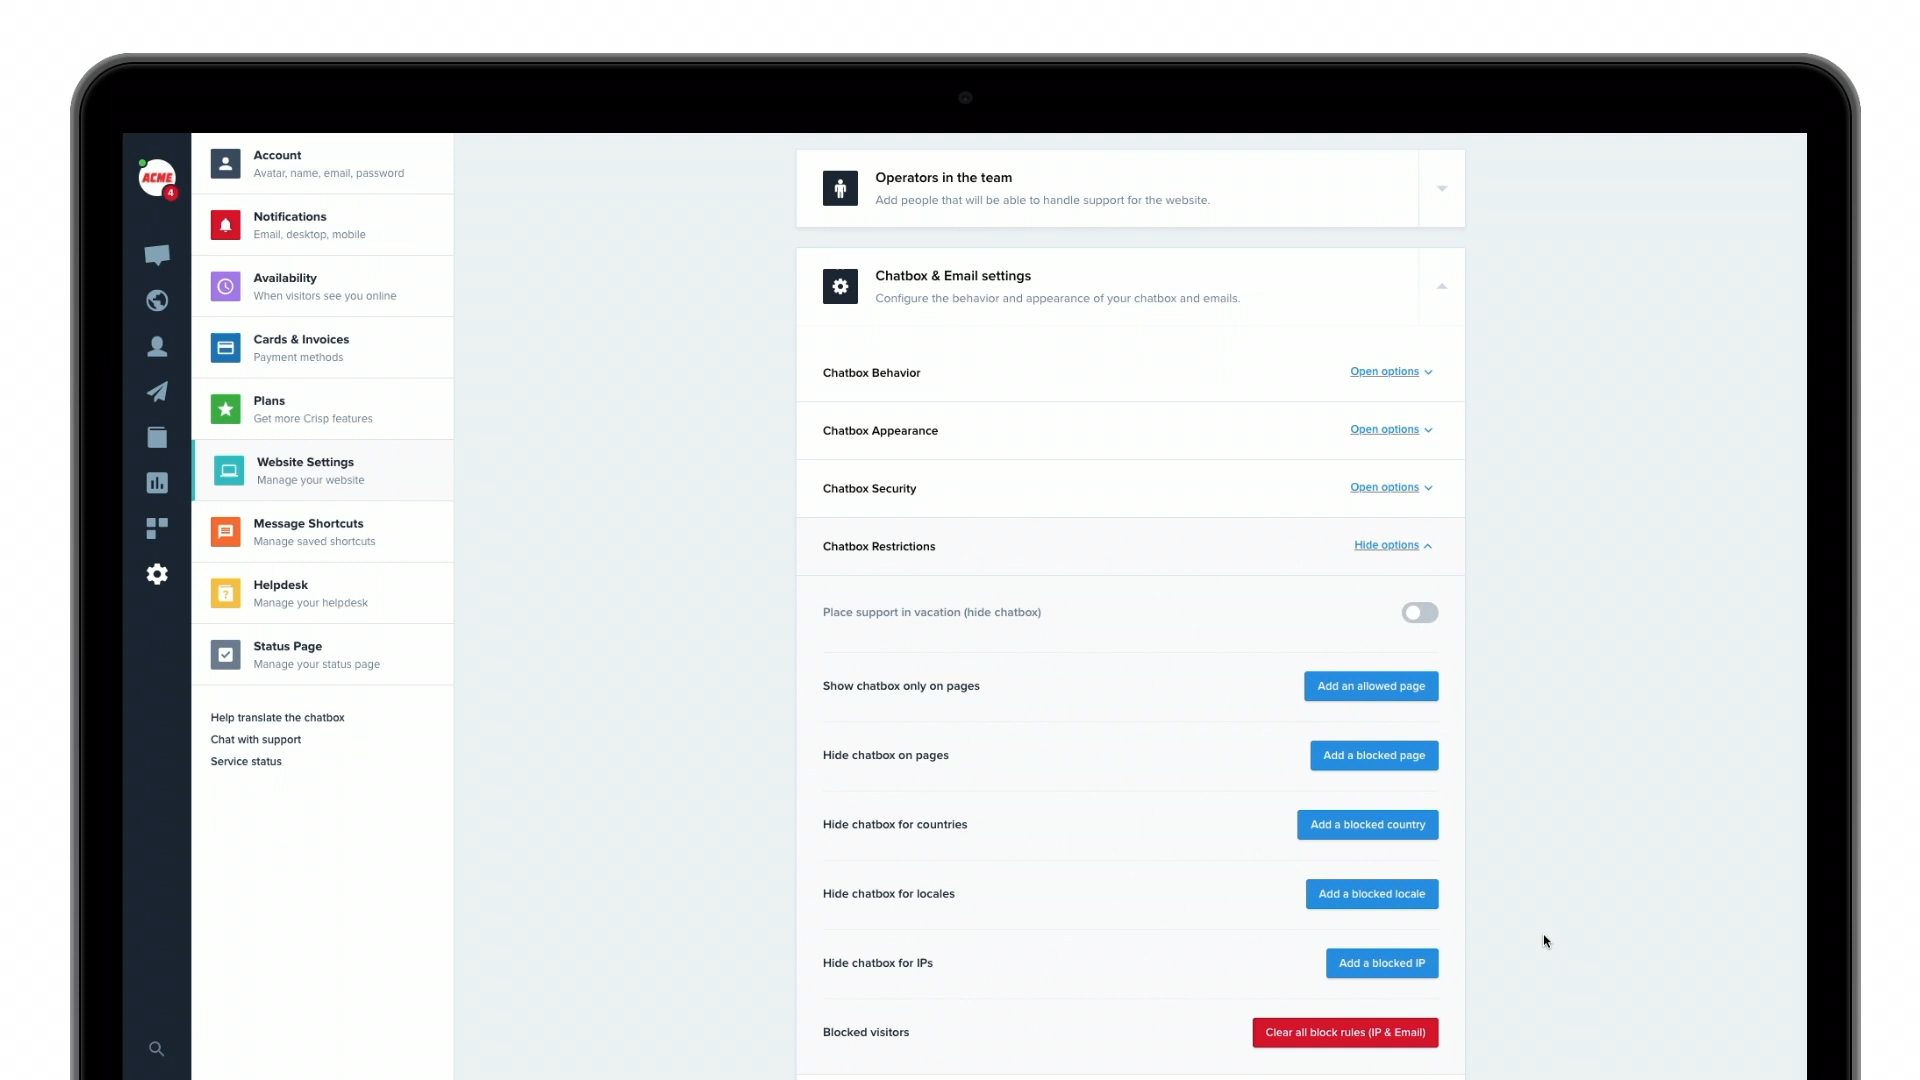 ACME
4
Account
Avatar, name, email, password
Notifications
Email, desktop, mobile
Availability
When visitors see you online
Cards & Invoices
Payment methods
Plans
Get more Crisp features
Website Settings
Manage your website
Message Shortcuts
Manage saved shortcuts
Helpdesk
Manage your helpdesk
Status Page
Manage your status page
Help translate the chatbox
Chat with support
Service status
Operators in the team
Add people that will be able to handle support for the website.
Chatbox & Email settings
Configure the behavior and appearance of your chatbox and emails.
Chatbox Behavior
Open options
Chatbox Appearance
Open options
Chatbox Security
Open options
Chatbox Restrictions
Hide options
Place support in vacation (hide chatbox)
Show chatbox only on pages
Add an allowed page
Hide chatbox on pages
Add a blocked page
Hide chatbox for countries
Add a blocked country
Hide chatbox for locales
Add a blocked locale
Hide chatbox for IPs
Add a blocked IP
Blocked visitors
Clear all block rules (IP & Email)